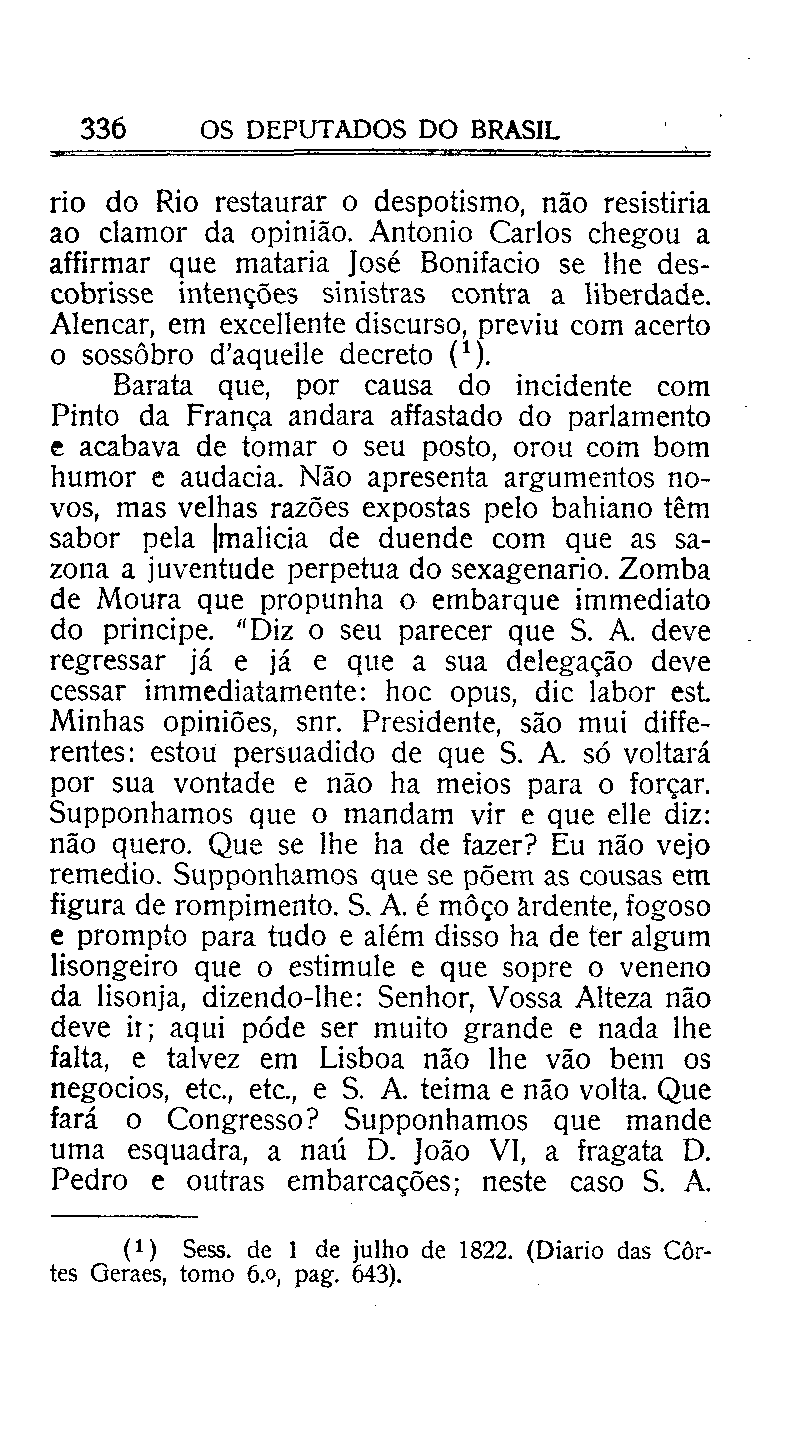 336 OS DEPUTADOS DO BRASIL
rio do Rio restaurar o despotismo, não resistiria
ao clamor da opinião. Antonio Carlos chegou a
affirmar que mataria José Bonifacio se lhe des-
cobrisse intenções sinistras contra a liberdade.
Alencar, em excellente discurso, previu com acerto
o sossôbro d'aquelle decreto (¹).
Barata que, por causa do incidente com
Pinto da França andara affastado do parlamento
e acabava de tomar o seu posto, orou com bom
humor e audacia. Não apresenta argumentos no-
vos, mas velhas razões expostas pelo bahiano têm
sabor pela |malicia de duende com que as sa-
zona a juventude perpetua do sexagenario. Zomba
de Moura que propunha o embarque immediato
do principe. "Diz o seu parecer que S. A. deve
regressar já e já e que a sua delegação deve
cessar immediatamente: hoc opus, dic labor est.
Minhas opiniões, snr. Presidente, são mui diffe-
rentes: estou persuadido de que S. A. só voltará
por sua vontade e não ha meios para o forçar.
Supponhamos que o mandam vir e que elle diz:
não quero. Que se lhe ha de fazer? Eu não vejo
remedio. Supponhamos que se põem as cousas em
figura de rompimento. S. A. é môço àrdente, fogoso
e prompto para tudo e além disso ha de ter algum
lisongeiro que o estimule e que sopre o veneno
da lisonja, dizendo-lhe: Senhor, Vossa Alteza não
deve ir; aqui póde ser muito grande e nada lhe
falta, e talvez em Lisboa não lhe vão bem os
negocios, etc., etc., e S. A. teima e não volta. Que
fará o Congresso? Supponhamos que mande
uma esquadra, a naú D. João VI, a fragata D.
Pedro e outras embarcações; neste caso S. A.
(¹) Sess. de 1 de julho de 1822. (Diario das Côr-
tes Geraes, tomo 6.º, pag. 643).